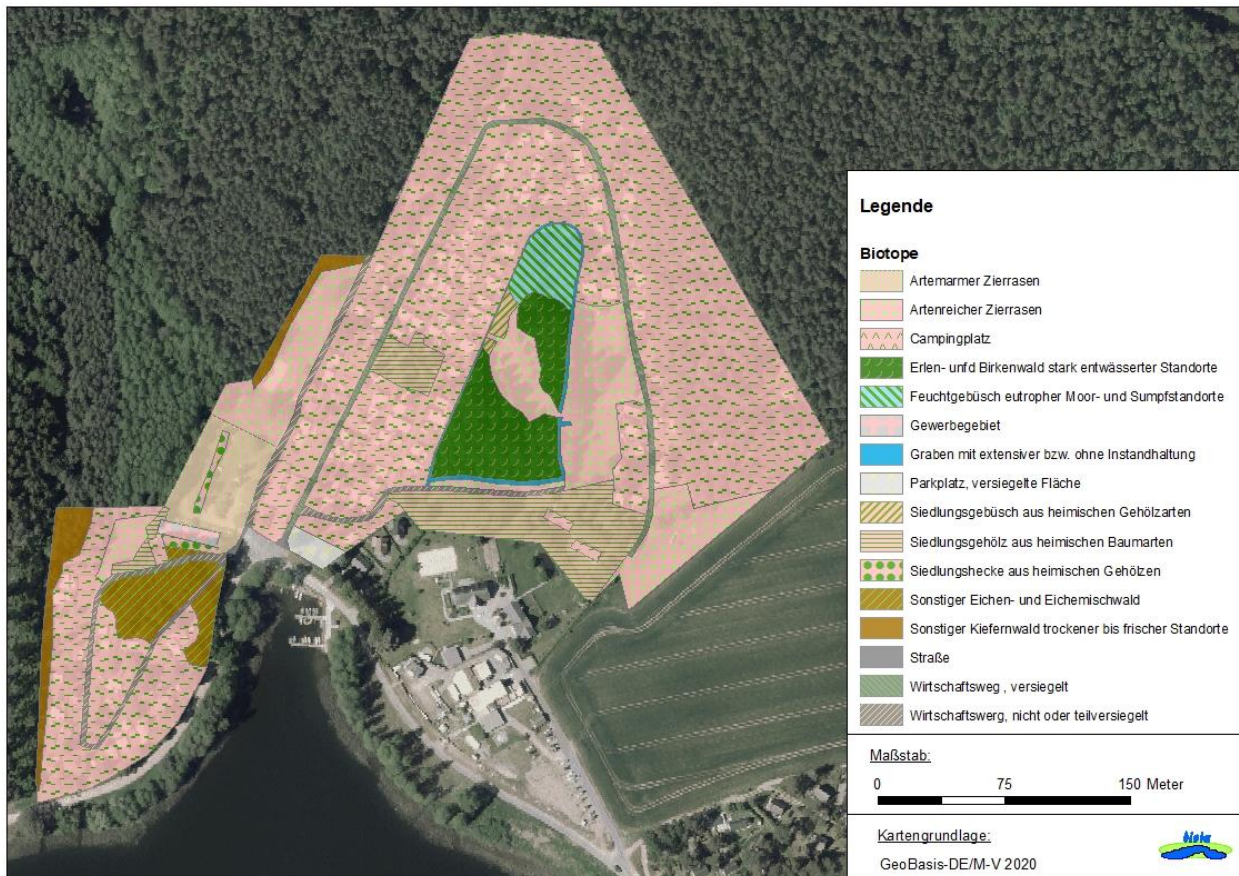 Legende
Biotope
Artemarmer Zierrasen
Artenreicher Zierrasen
Campingplatz
Erlen- unfd Birkenwald stark entwässerter Standorte
Feuchtgebüsch eutropher Moor- und Sumpfstandorte
Gewerbegebiet
Graben mit extensiver bzw. ohne Instandhaltung
Parkplatz, versiegelte Fläche
Siedlungsgebüsch aus heimischen Gehölzarten
Siedlungsgehölz aus heimischen Baumarten
Siedlungshecke aus heimischen Gehölzen
Sonstiger Eichen- und Eichemischwald
Sonstiger Kiefernwald trockener bis frischer Standorte
Straße
Wirtschaftsweg , versiegelt
Wirtschaftswerg, nicht oder teilversiegelt
Maßstab:
0 75 150 Meter
Kartengrundlage:
GeoBasis-DE/M-V 2020
biota